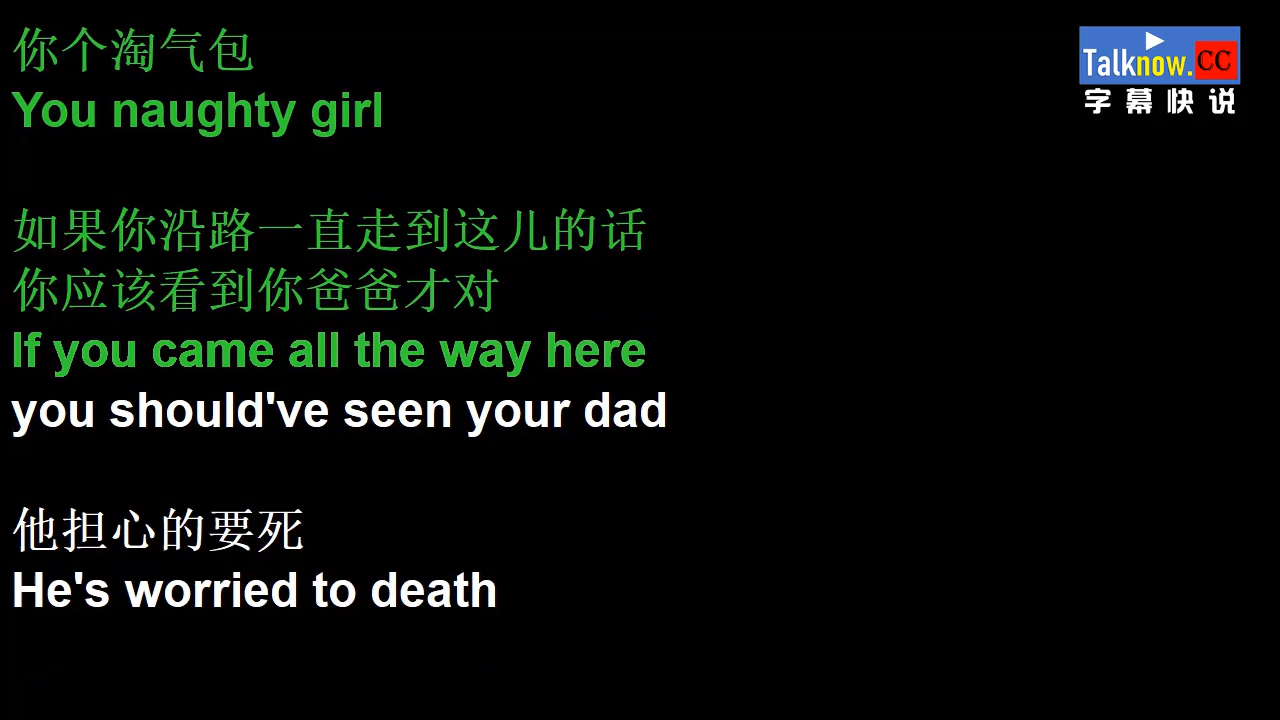 你个淘气包
You naughty girl
如果你沿路一直走到这儿的话
你应该看到你爸爸才对
If you came all the way here
you should've seen your dad
他担心的要死
He's worried to death
Talknow.CC
字幕快说